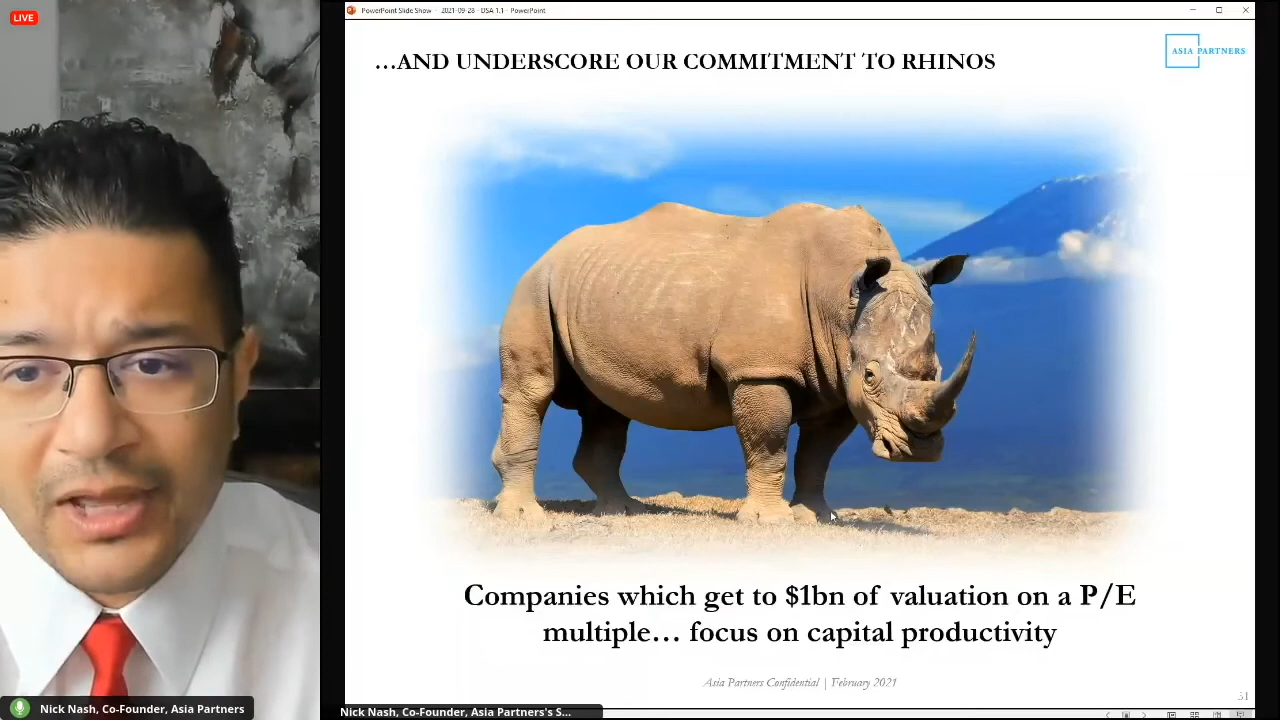 LIVE
PowerPoint Slide Show - 2021-09-28 - DSA 1.1 - PowerPoint
…AND UNDERSCORE OUR COMMITMENT TO RHINOS
ASIA PARTNERS
Companies which get to $1bn of valuation on a P/E
multiple… focus on capital productivity
Asia Partners Confidential | February 2021
51
Nick Nash, Co-Founder, Asia Partners
Nick Nash, Co-Founder, Asia Partners's S...